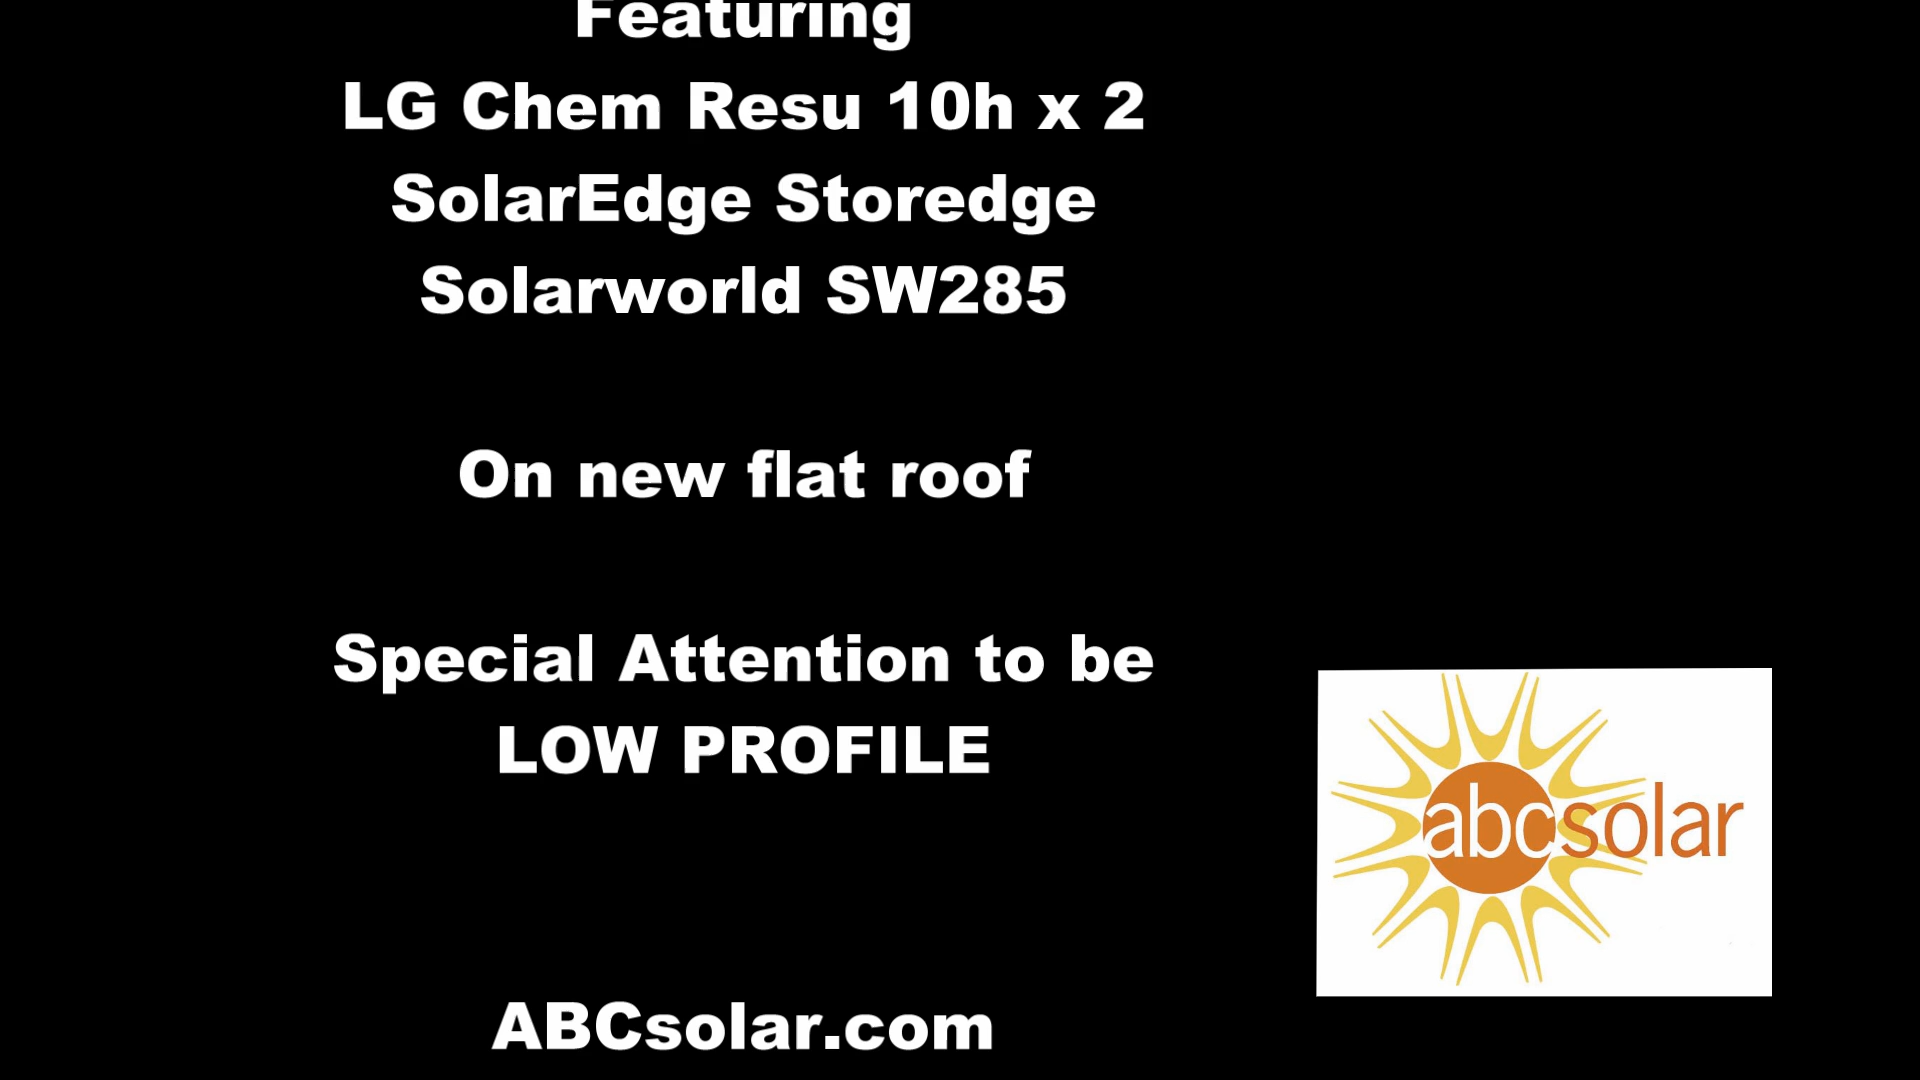 Featuring
LG Chem Resu 10h x 2
SolarEdge Storedge
Solarworld SW285
On new flat roof
Special Attention to be
LOW PROFILE
abcsolar
ABCsolar.com